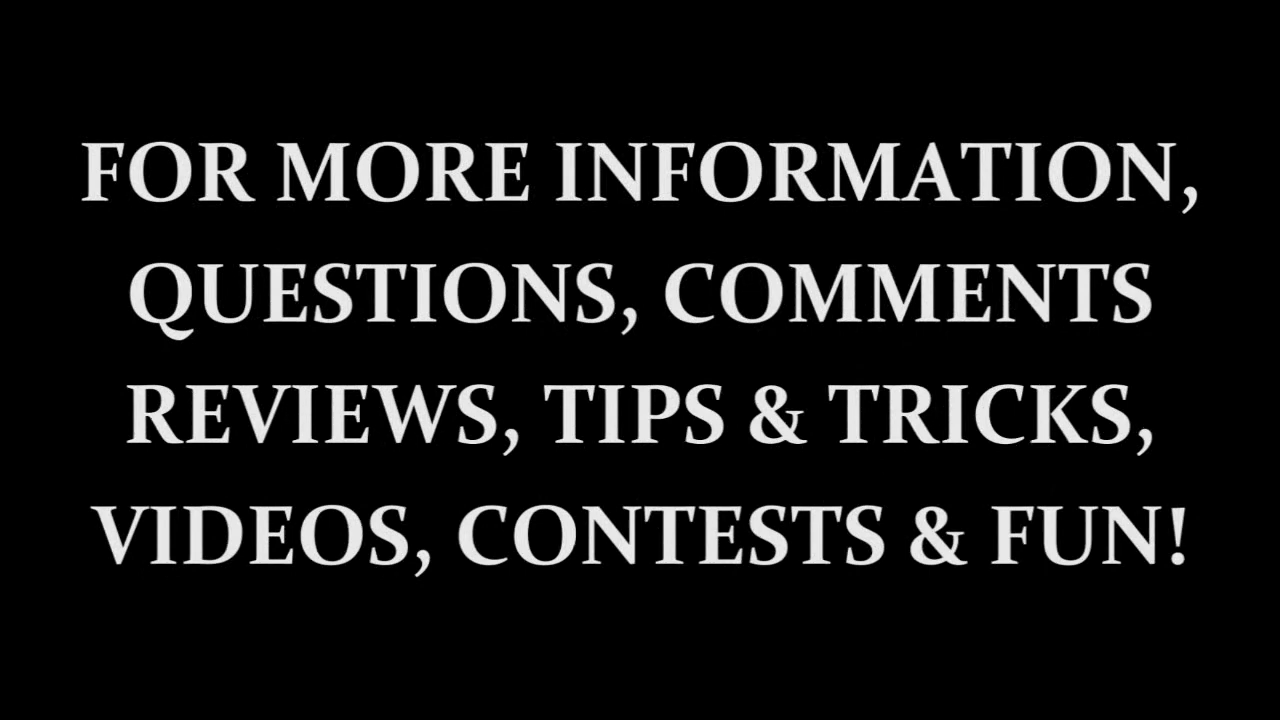 FOR MORE INFORMATION,
QUESTIONS, COMMENTS
REVIEWS, TIPS & TRICKS,
VIDEOS, CONTESTS & FUN!